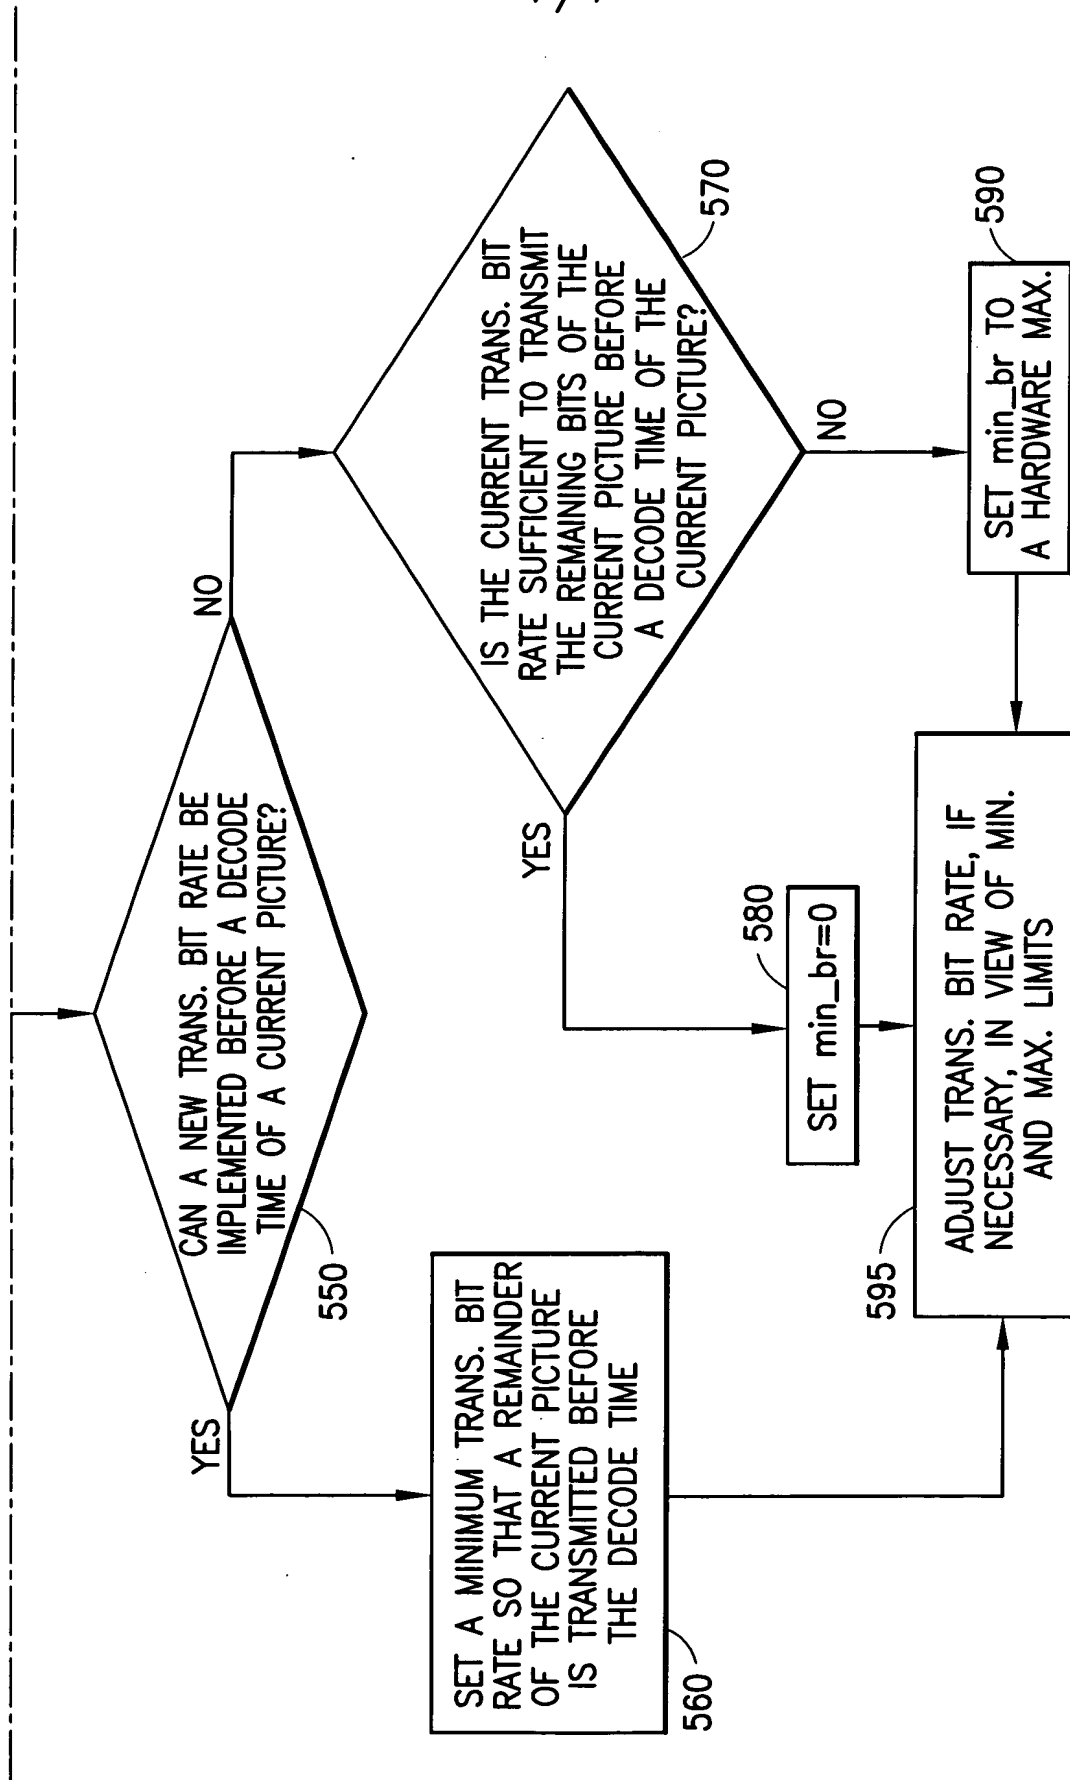 CAN A NEW TRANS. BIT RATE BE
IMPLEMENTED BEFORE A DECODE
TIME OF A CURRENT PICTURE?
550
YES
NO
SET A MINIMUM TRANS. BIT
RATE SO THAT A REMAINDER
OF THE CURRENT PICTURE
IS TRANSMITTED BEFORE
THE DECODE TIME
560
IS THE CURRENT TRANS. BIT
RATE SUFFICIENT TO TRANSMIT
THE REMAINING BITS OF THE
CURRENT PICTURE BEFORE
A DECODE TIME OF THE
CURRENT PICTURE?
570
YES
NO
SET min_br=0
580
SET min_br TO
A HARDWARE MAX.
590
ADJUST TRANS. BIT RATE, IF
NECESSARY, IN VIEW OF MIN.
AND MAX. LIMITS
595